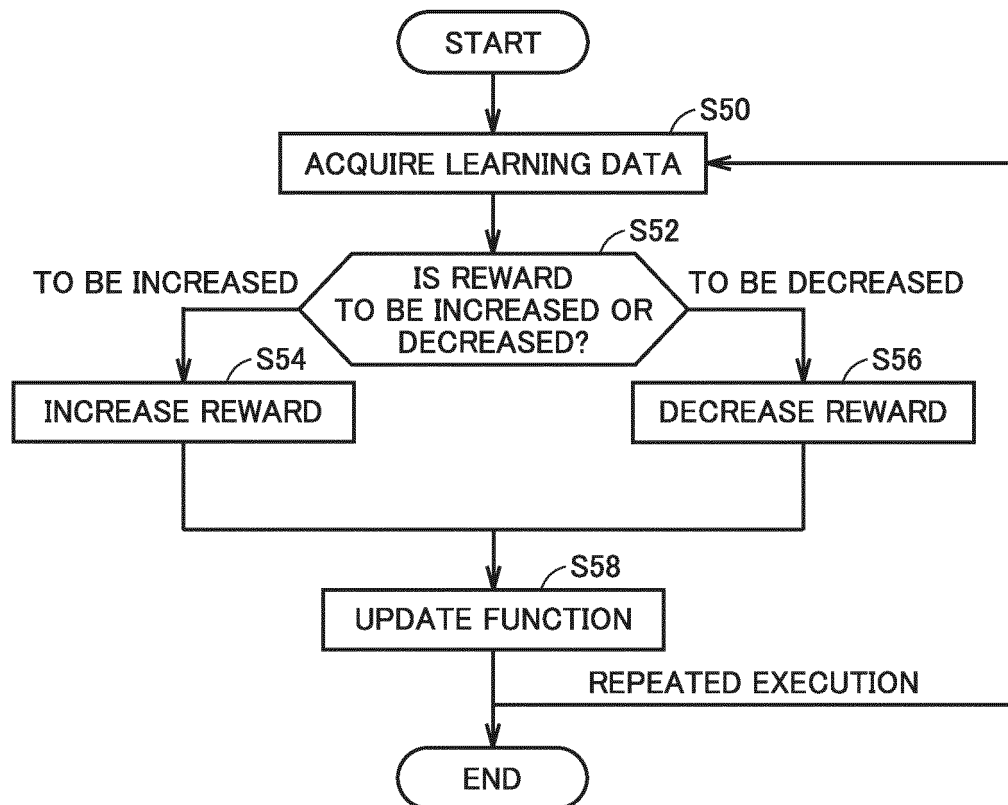 START
S50
ACQUIRE LEARNING DATA
S52
TO BE INCREASED
IS REWARD
TO BE INCREASED OR
DECREASED?
TO BE DECREASED
S54
INCREASE REWARD
S56
DECREASE REWARD
S58
UPDATE FUNCTION
REPEATED EXECUTION
END